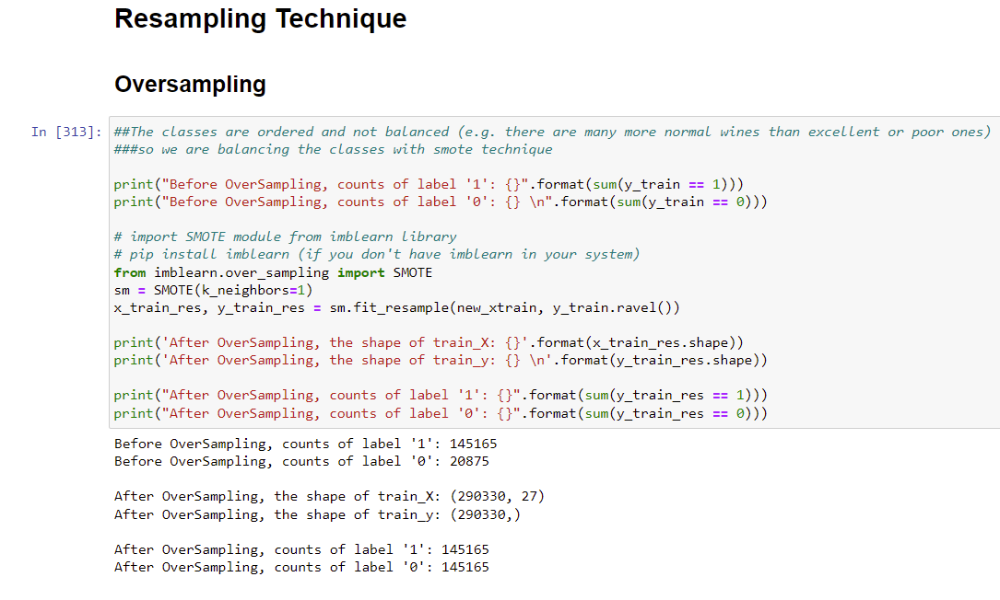 Resampling Technique
Oversampling
In [313]:
##The classes are ordered and not balanced (e.g. there are many more normal wines than excellent or poor ones)
###so we are balancing the classes with smote technique
print("Before OverSampling, counts of label '1': {}".format(sum(y_train == 1)))
print("Before OverSampling, counts of label '0': {} \n".format(sum(y_train == 0)))
# import SMOTE module from imblearn library
# pip install imblearn (if you don't have imblearn in your system)
from imblearn.over_sampling import SMOTE
sm = SMOTE(k_neighbors=1)
x_train_res, y_train_res = sm.fit_resample(new_xtrain, y_train.ravel())
print('After OverSampling, the shape of train_X: {}'.format(x_train_res.shape))
print('After OverSampling, the shape of train_y: {} \n'.format(y_train_res.shape))
print("After OverSampling, counts of label '1': {}".format(sum(y_train_res == 1)))
print("After OverSampling, counts of label '0': {}".format(sum(y_train_res == 0)))
Before OverSampling, counts of label '1': 145165
Before OverSampling, counts of label '0': 20875
After OverSampling, the shape of train_X: (290330, 27)
After OverSampling, the shape of train_y: (290330,)
After OverSampling, counts of label '1': 145165
After OverSampling, counts of label '0': 145165